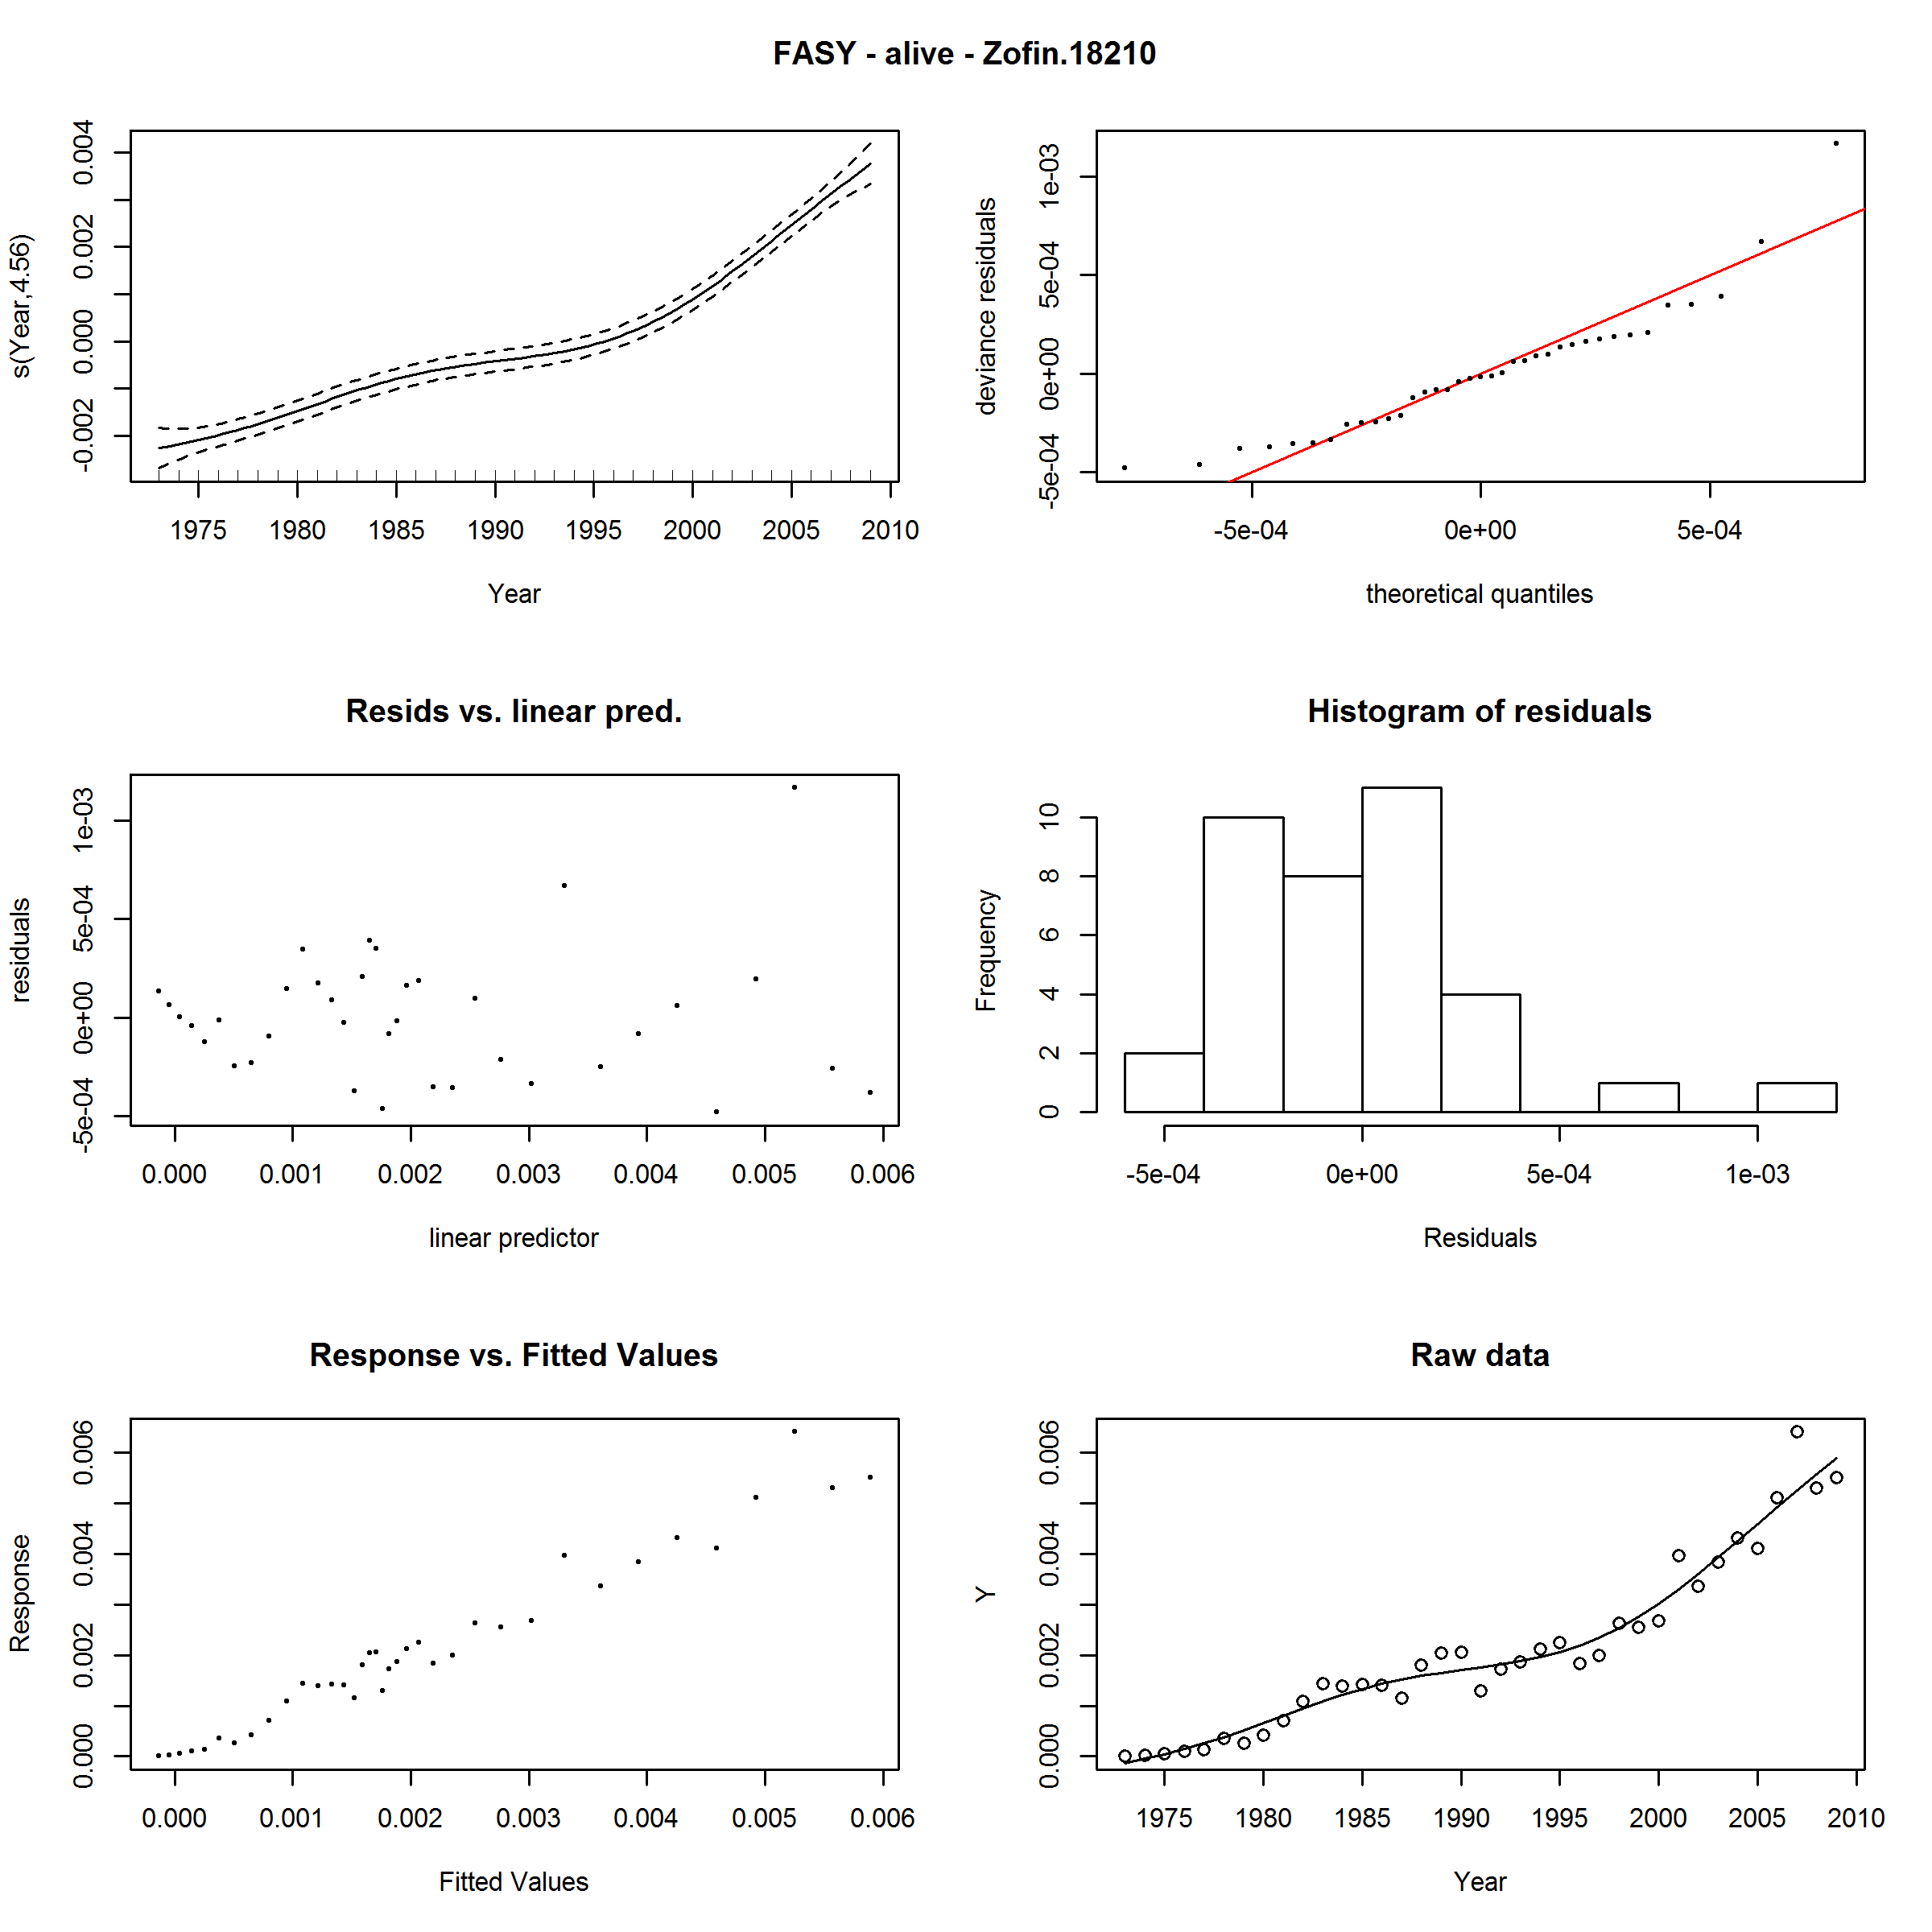 FASY - alive - Zofin.18210
s(Year,4.56)
-0.002 0.000 0.002 0.004
1975 1980 1985 1990 1995 2000 2005 2010
Year
deviance residuals
-5e-04 0e+00 5e-04 1e-03
-5e-04 0e+00 5e-04
theoretical quantiles
Resids vs. linear pred.
residuals
-5e-04 0e+00 5e-04 1e-03
0.000 0.001 0.002 0.003 0.004 0.005 0.006
linear predictor
Histogram of residuals
Frequency
0 2 4 6 8 10
-5e-04 0e+00 5e-04 1e-03
Residuals
Response vs. Fitted Values
Response
0.000 0.002 0.004 0.006
0.000 0.001 0.002 0.003 0.004 0.005 0.006
Fitted Values
Raw data
Y
0.000 0.002 0.004 0.006
1975 1980 1985 1990 1995 2000 2005 2010
Year